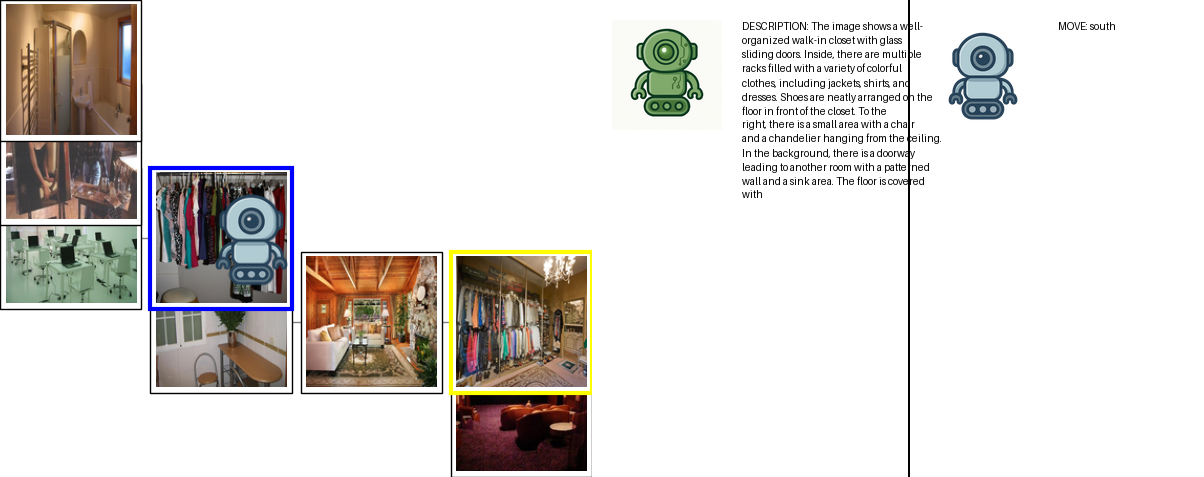 DESCRIPTION: The image shows a well-
organized walk-in closet with glass
sliding doors. Inside, there are multiple
racks filled with a variety of colorful
clothes, including jackets, shirts, and
dresses. Shoes are neatly arranged on the
floor in front of the closet. To the
right, there is a small area with a chair
and a chandelier hanging from the ceiling.
In the background, there is a doorway
leading to another room with a patterned
wall and a sink area. The floor is covered
with
MOVE: south